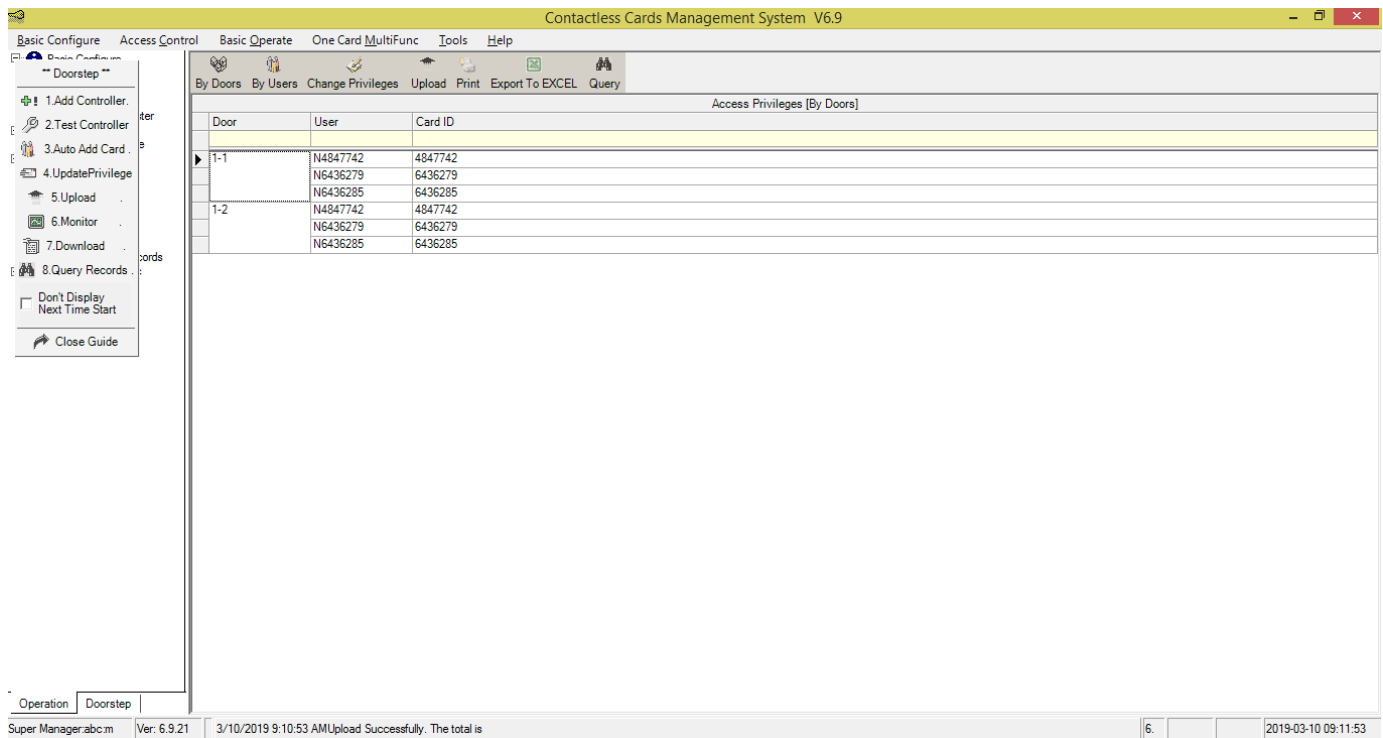 Contactless Cards Management System V6.9
Basic Configure Access Control Basic Operate One Card MultiFunc Tools Help
** Doorstep **
1.Add Controller.
2.Test Controller
3.Auto Add Card .
4.UpdatePrivilege
5.Upload .
6.Monitor .
7.Download .
8.Query Records .
Don't Display
Next Time Start
Close Guide
By Doors By Users Change Privileges Upload Print Export To EXCEL Query
Access Privileges [By Doors]
Door User Card ID
1-1 N4847742 4847742
N6436279 6436279
N6436285 6436285
1-2 N4847742 4847742
N6436279 6436279
N6436285 6436285
Operation Doorstep
Super Manager:abc:m Ver: 6.9.21 3/10/2019 9:10:53 AMUpload Successfully. The total is 6. 2019-03-10 09:11:53